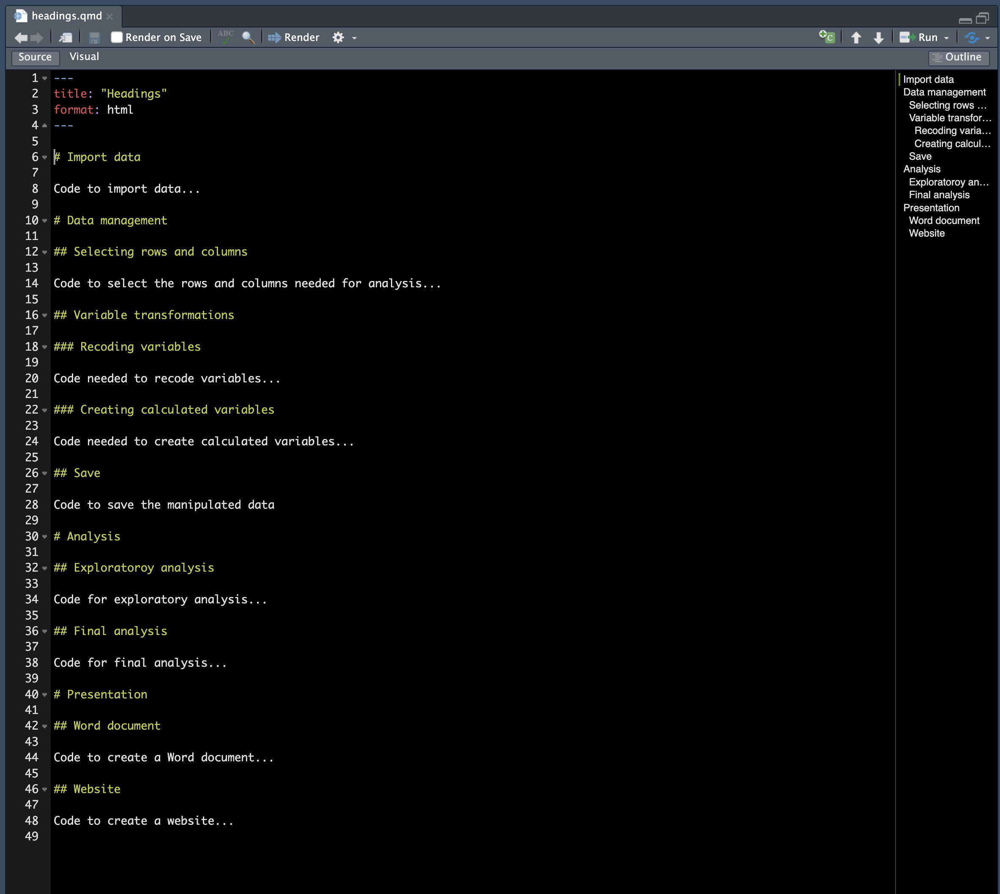 headings.qmd
Render on Save
ABC
Render
C
Run
Source
Visual
Outline
1 ---
2 title: "Headings"
3 format: html
4 ---
5
6 # Import data
7
8 Code to import data...
9
10 # Data management
11
12 ## Selecting rows and columns
13
14 Code to select the rows and columns needed for analysis...
15
16 ## Variable transformations
17
18 ### Recoding variables
19
20 Code needed to recode variables...
21
22 ### Creating calculated variables
23
24 Code needed to create calculated variables...
25
26 ## Save
27
28 Code to save the manipulated data
29
30 # Analysis
31
32 ## Exploratoroy analysis
33
34 Code for exploratory analysis...
35
36 ## Final analysis
37
38 Code for final analysis...
39
40 # Presentation
41
42 ## Word document
43
44 Code to create a Word document...
45
46 ## Website
47
48 Code to create a website...
49
Import data
Data management
Selecting rows ...
Variable transfor...
Recoding varia...
Creating calcul...
Save
Analysis
Exploratoroy an...
Final analysis
Presentation
Word document
Website